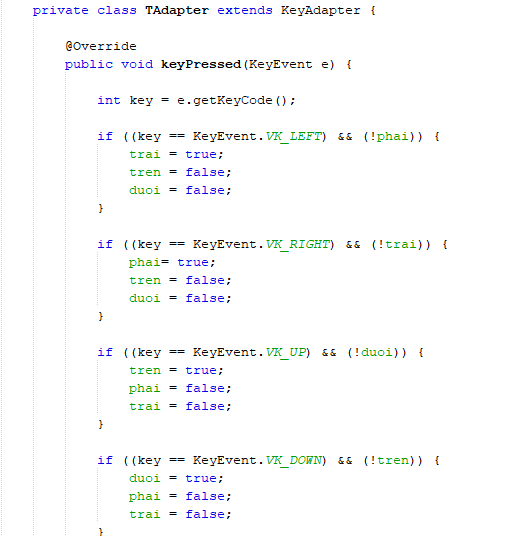 private class TAdapter extends KeyAdapter {
@Override
public void keyPressed(KeyEvent e) {
int key = e.getKeyCode();
if ((key == KeyEvent.VK_LEFT) && (!phai)) {
trai = true;
tren = false;
duoi = false;
}
if ((key == KeyEvent.VK_RIGHT) && (!trai)) {
phai= true;
tren = false;
duoi = false;
}
if ((key == KeyEvent.VK_UP) && (!duoi)) {
tren = true;
phai = false;
trai = false;
}
if ((key == KeyEvent.VK_DOWN) && (!tren)) {
duoi = true;
phai = false;
trai = false;
}